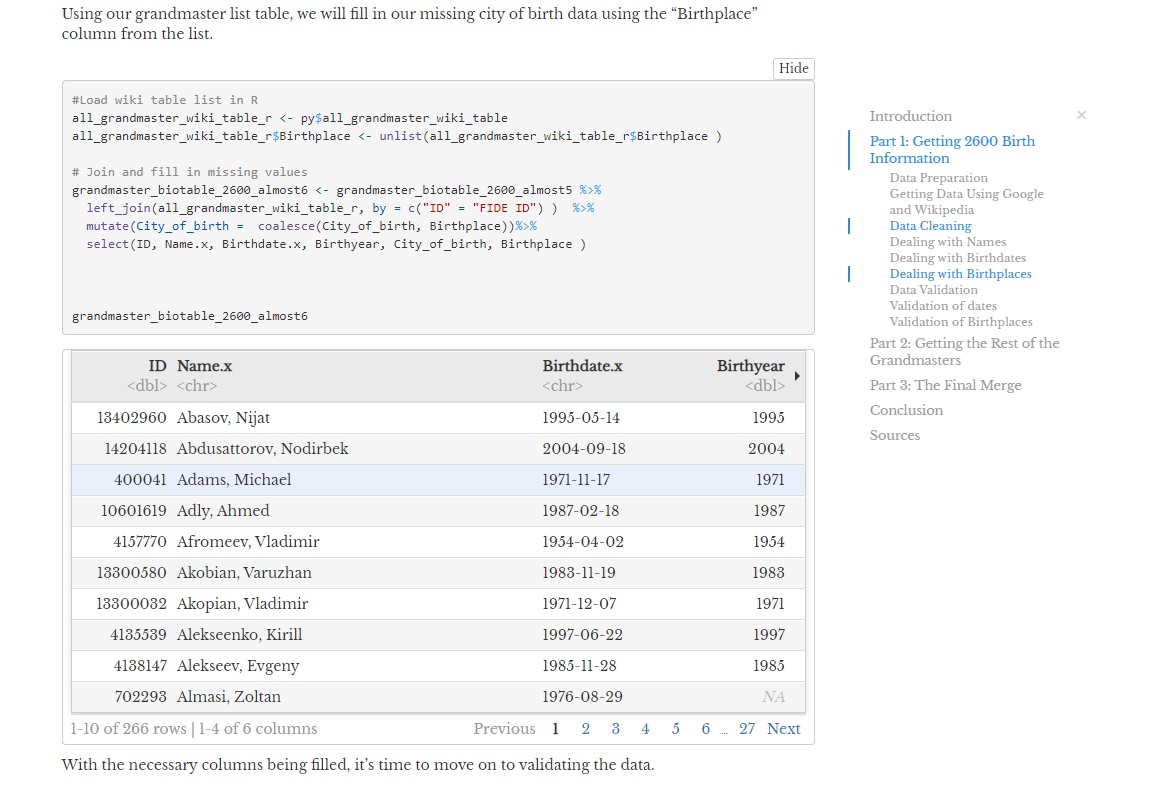 Using our grandmaster list table, we will fill in our missing city of birth data using the “Birthplace”
column from the list.
Hide
#Load wiki table list in R
all_grandmaster_wiki_table_r <- py$all_grandmaster_wiki_table
all_grandmaster_wiki_table_r$Birthplace <- unlist(all_grandmaster_wiki_table_r$Birthplace )
# Join and fill in missing values
grandmaster_biotable_2600_almost6 <- grandmaster_biotable_2600_almost5 %>%
left_join(all_grandmaster_wiki_table_r, by = c("ID" = "FIDE ID") )  %>%
mutate(City_of_birth =  coalesce(City_of_birth, Birthplace))%>%
select(ID, Name.x, Birthdate.x, Birthyear, City_of_birth, Birthplace )
grandmaster_biotable_2600_almost6
ID Name.x Birthdate.x Birthyear
<dbl> <chr> <chr> <dbl>
13402960 Abasov, Nijat 1995-05-14 1995
14204118 Abdusattorov, Nodirbek 2004-09-18 2004
400041 Adams, Michael 1971-11-17 1971
10601619 Adly, Ahmed 1987-02-18 1987
4157770 Afromeev, Vladimir 1954-04-02 1954
13300580 Akobian, Varuzhan 1983-11-19 1983
13300032 Akopian, Vladimir 1971-12-07 1971
4135539 Alekseenko, Kirill 1997-06-22 1997
4138147 Alekseev, Evgeny 1985-11-28 1985
702293 Almasi, Zoltan 1976-08-29 NA
1-10 of 266 rows | 1-4 of 6 columns Previous 1 2 3 4 5 6 ... 27 Next
With the necessary columns being filled, it’s time to move on to validating the data.
Introduction ×
Part 1: Getting 2600 Birth
Information
Data Preparation
Getting Data Using Google
and Wikipedia
Data Cleaning
Dealing with Names
Dealing with Birthdates
Dealing with Birthplaces
Data Validation
Validation of dates
Validation of Birthplaces
Part 2: Getting the Rest of the
Grandmasters
Part 3: The Final Merge
Conclusion
Sources